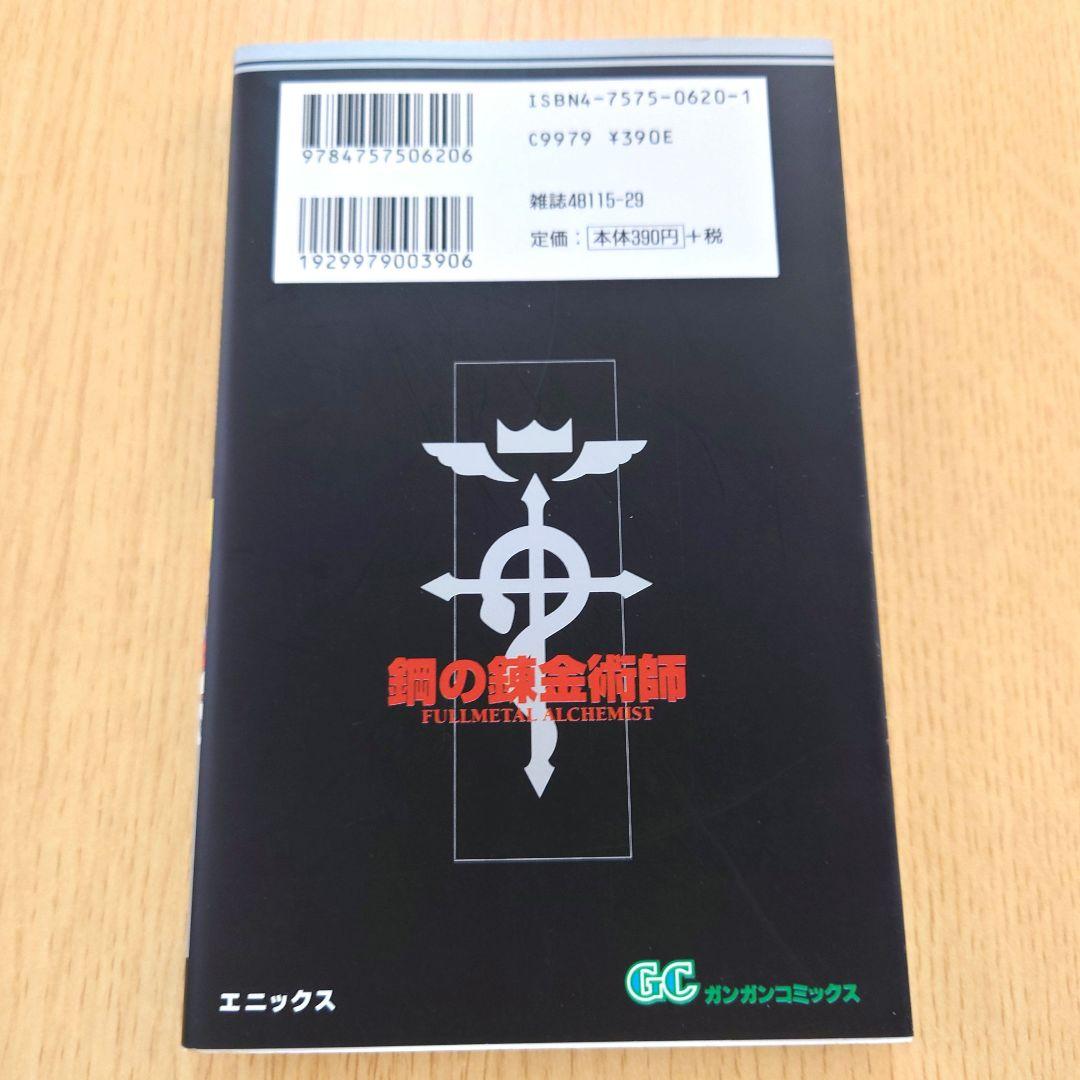 ISBN4-7575-0620-1
C9979 ¥390E
9784757506206
雑誌48115-29
定価：本体390円+税
1929979003906
鋼の錬金術師
FULLMETAL ALCHEMIST
エニックス
GC ガンガンコミックス